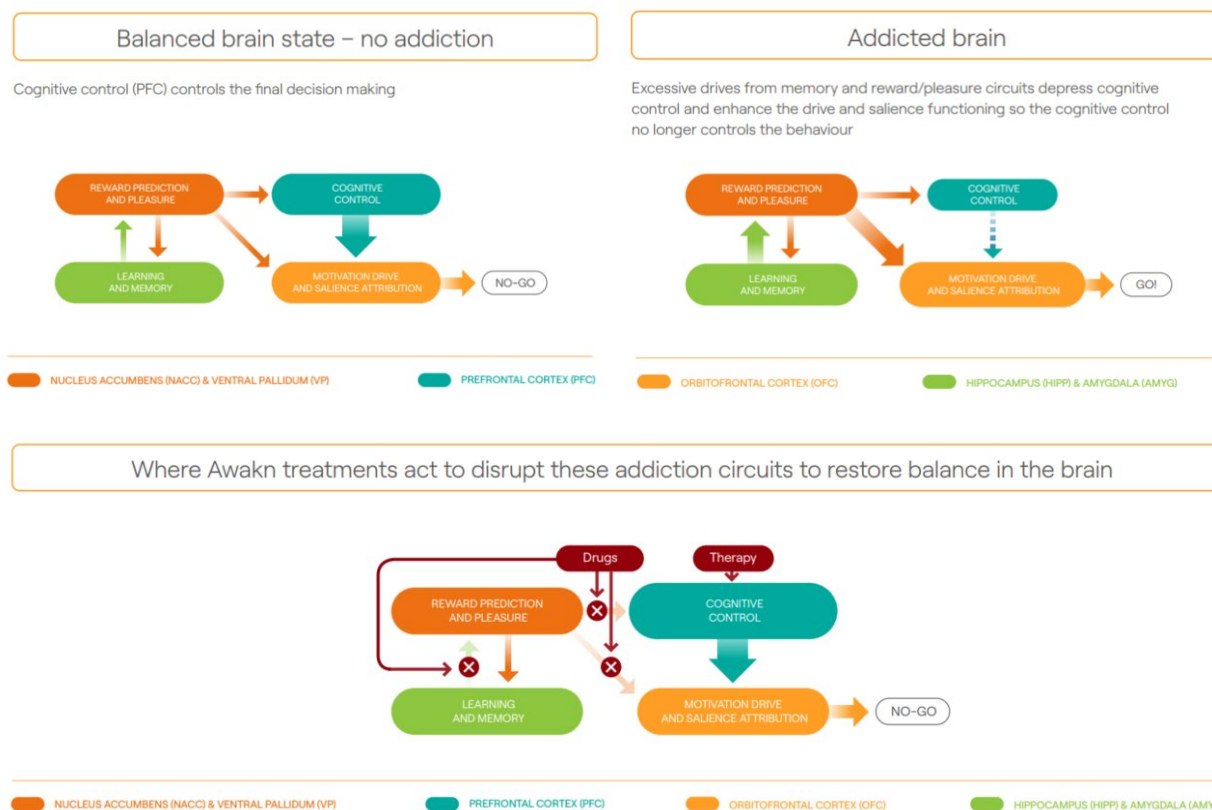 Balanced brain state – no addiction
Cognitive control (PFC) controls the final decision making
REWARD PREDICTION
AND PLEASURE
COGNITIVE
CONTROL
LEARNING
AND MEMORY
MOTIVATION DRIVE
AND SALIENCE ATTRIBUTION
NO-GO
Addicted brain
Excessive drives from memory and reward/pleasure circuits depress cognitive
control and enhance the drive and salience functioning so the cognitive control
no longer controls the behaviour
REWARD PREDICTION
AND PLEASURE
COGNITIVE
CONTROL
LEARNING
AND MEMORY
MOTIVATION DRIVE
AND SALIENCE ATTRIBUTION
GO!
NUCLEUS ACCUMBENS (NACC) & VENTRAL PALLIDUM (VP)
PREFRONTAL CORTEX (PFC)
ORBITOFRONTAL CORTEX (OFC)
HIPPOCAMPUS (HIPP) & AMYGDALA (AMYG)
Where Awakn treatments act to disrupt these addiction circuits to restore balance in the brain
Drugs
Therapy
REWARD PREDICTION
AND PLEASURE
COGNITIVE
CONTROL
LEARNING
AND MEMORY
MOTIVATION DRIVE
AND SALIENCE ATTRIBUTION
NO-GO
NUCLEUS ACCUMBENS (NACC) & VENTRAL PALLIDUM (VP)
PREFRONTAL CORTEX (PFC)
ORBITOFRONTAL CORTEX (OFC)
HIPPOCAMPUS (HIPP) & AMYGDALA (AMY